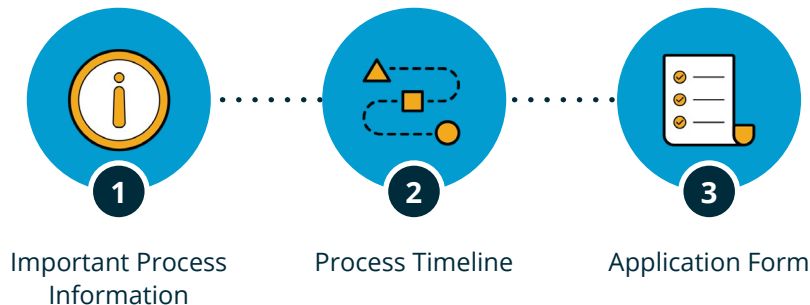 1
2
3
Important Process
Information
Process Timeline
Application Form